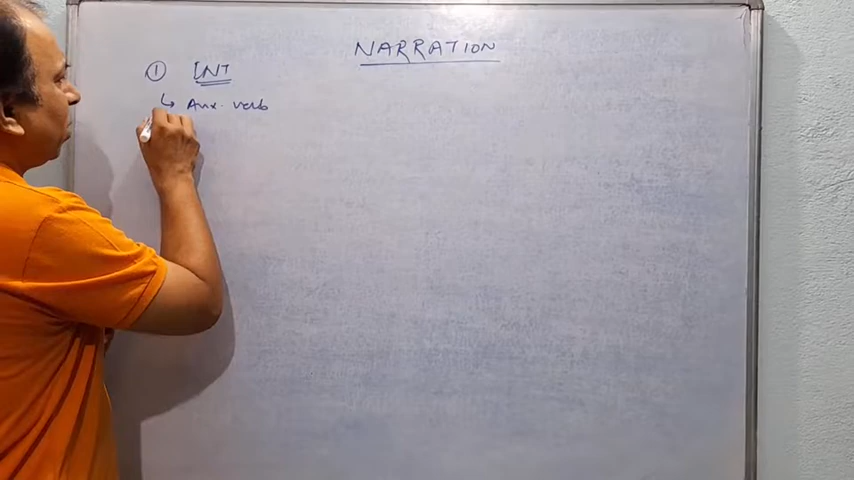 NARRATION
① INT
↳ Aux-verb